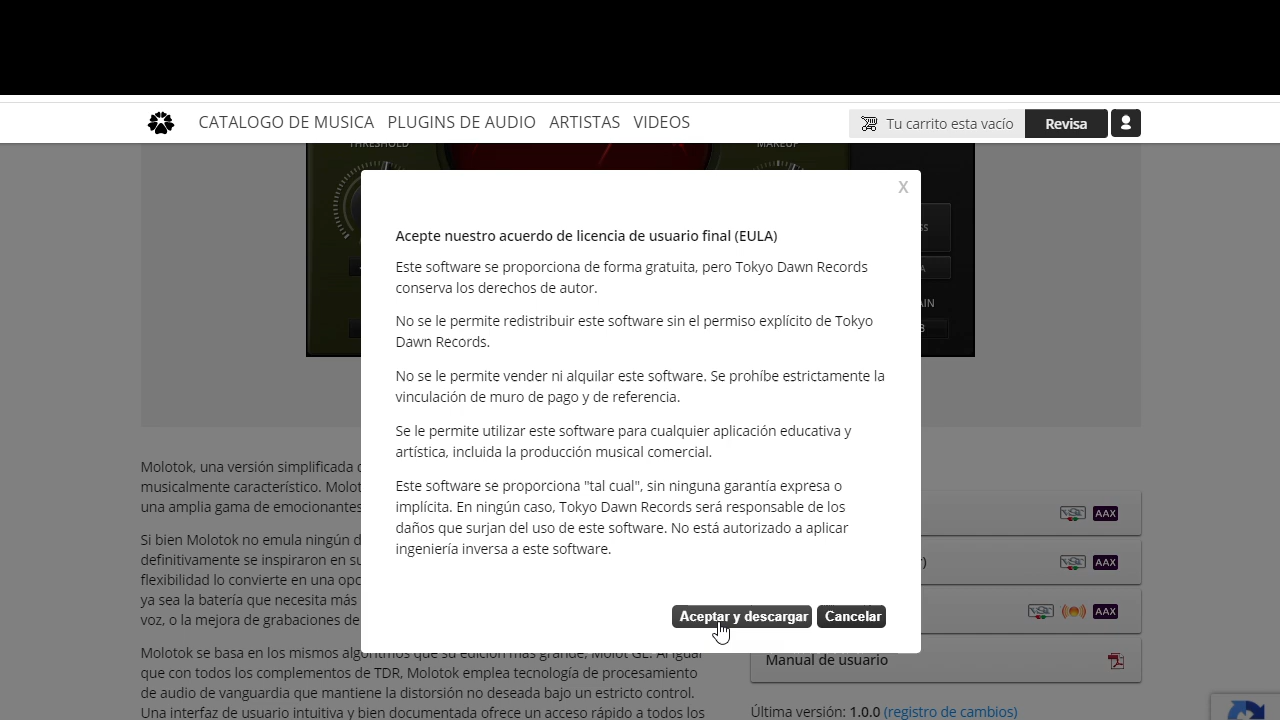 CATALOGO DE MUSICA PLUGINS DE AUDIO ARTISTAS VIDEOS
Tu carrito esta vacío Revisa
THRESHOLD
MAKEUP
X
Acepte nuestro acuerdo de licencia de usuario final (EULA)
Este software se proporciona de forma gratuita, pero Tokyo Dawn Records
conserva los derechos de autor.
No se le permite redistribuir este software sin el permiso explícito de Tokyo
Dawn Records.
No se le permite vender ni alquilar este software. Se prohíbe estrictamente la
vinculación de muro de pago y de referencia.
Se le permite utilizar este software para cualquier aplicación educativa y
artística, incluida la producción musical comercial.
Este software se proporciona "tal cual", sin ninguna garantía expresa o
implícita. En ningún caso, Tokyo Dawn Records será responsable de los
daños que surjan del uso de este software. No está autorizado a aplicar
ingeniería inversa a este software.
Aceptar y descargar Cancelar
Molotok, una versión simplificada
musicalmente característico. Molot
una amplia gama de emocionantes
Si bien Molotok no emula ningún d
definitivamente se inspiraron en su
flexibilidad lo convierte en una opc
ya sea la batería que necesita más
voz, o la mejora de grabaciones de
Molotok se basa en los mismos algoritmos que su edición más grande, Molot GE. Al igual
que con todos los complementos de TDR, Molotok emplea tecnología de procesamiento
de audio de vanguardia que mantiene la distorsión no deseada bajo un estricto control.
Una interfaz de usuario intuitiva y bien documentada ofrece un acceso rápido a todos los
VST AAX
VST AAX
VST AAX
Manual de usuario
Última versión: 1.0.0 (registro de cambios)